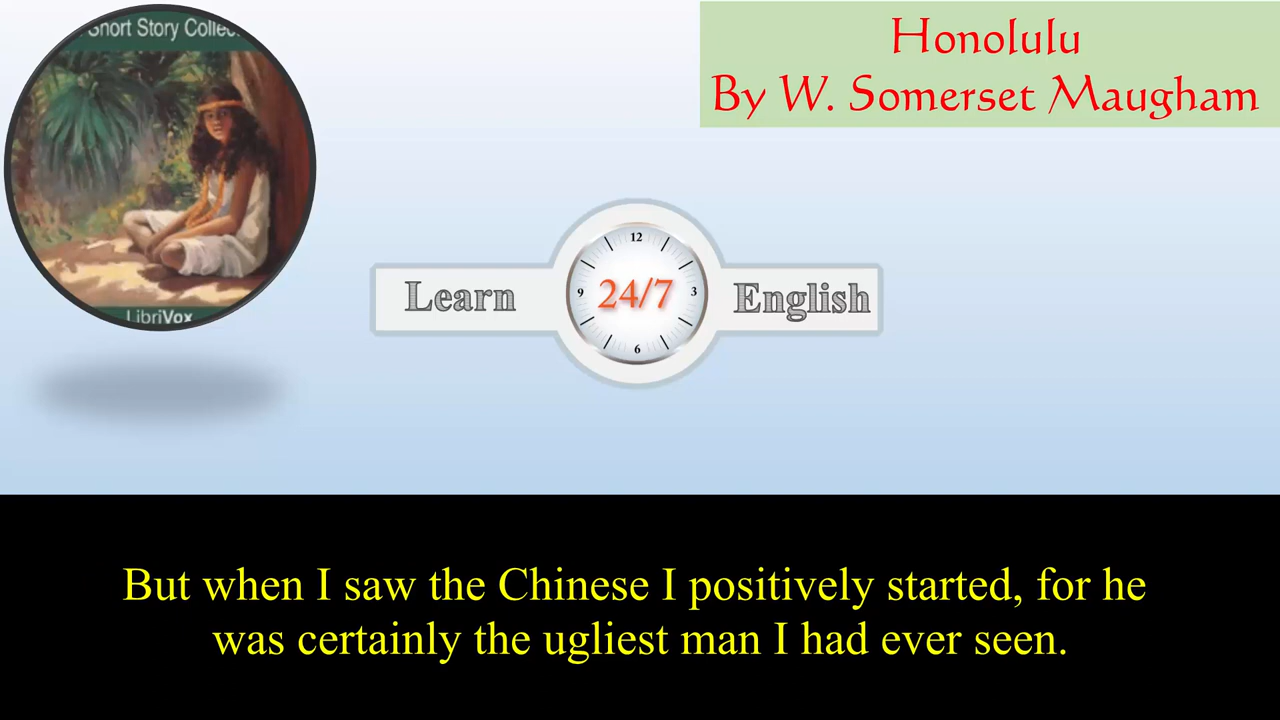 Short Story Collec
LibriVox
Honolulu
By W. Somerset Maugham
Learn 24/7 English
12
9
3
6
But when I saw the Chinese I positively started, for he
was certainly the ugliest man I had ever seen.